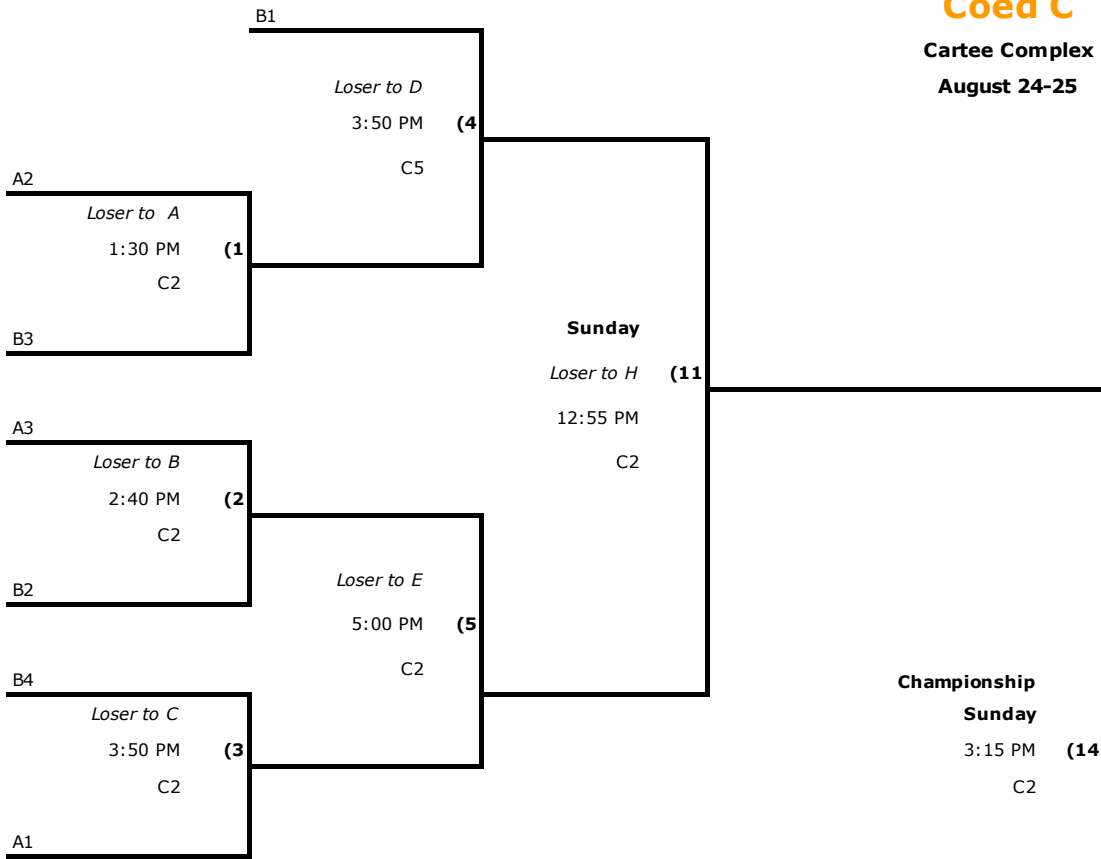 Coed C
Cartee Complex
August 24-25
B1
Loser to D
3:50 PM (4
C5
A2
Loser to A
1:30 PM (1
C2
B3
Sunday
Loser to H (11
12:55 PM
C2
A3
Loser to B
2:40 PM (2
C2
B2
Loser to E
5:00 PM (5
C2
B4
Loser to C
3:50 PM (3
C2
A1
Championship
Sunday
3:15 PM (14
C2